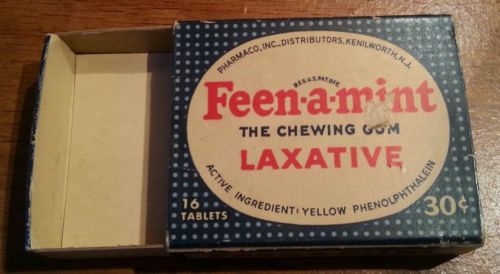 PHARMACO, INC., DISTRIBUTORS, KENILWORTH, N.J.
REG. U.S. PAT. OFF.
Feen-a-mint
THE CHEWING GUM
LAXATIVE
ACTIVE INGREDIENT: YELLOW PHENOLPHTHALEIN
16
TABLETS
30¢